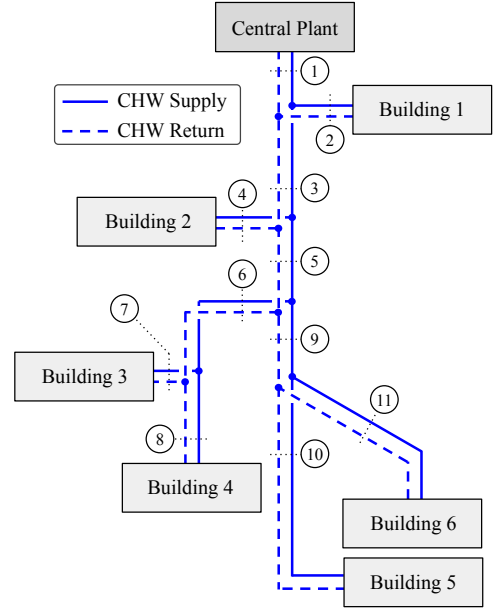 Central Plant
1
CHW Supply
CHW Return
Building 1
2
4
3
Building 2
6
5
7
9
Building 3
11
8
10
Building 4
Building 6
Building 5